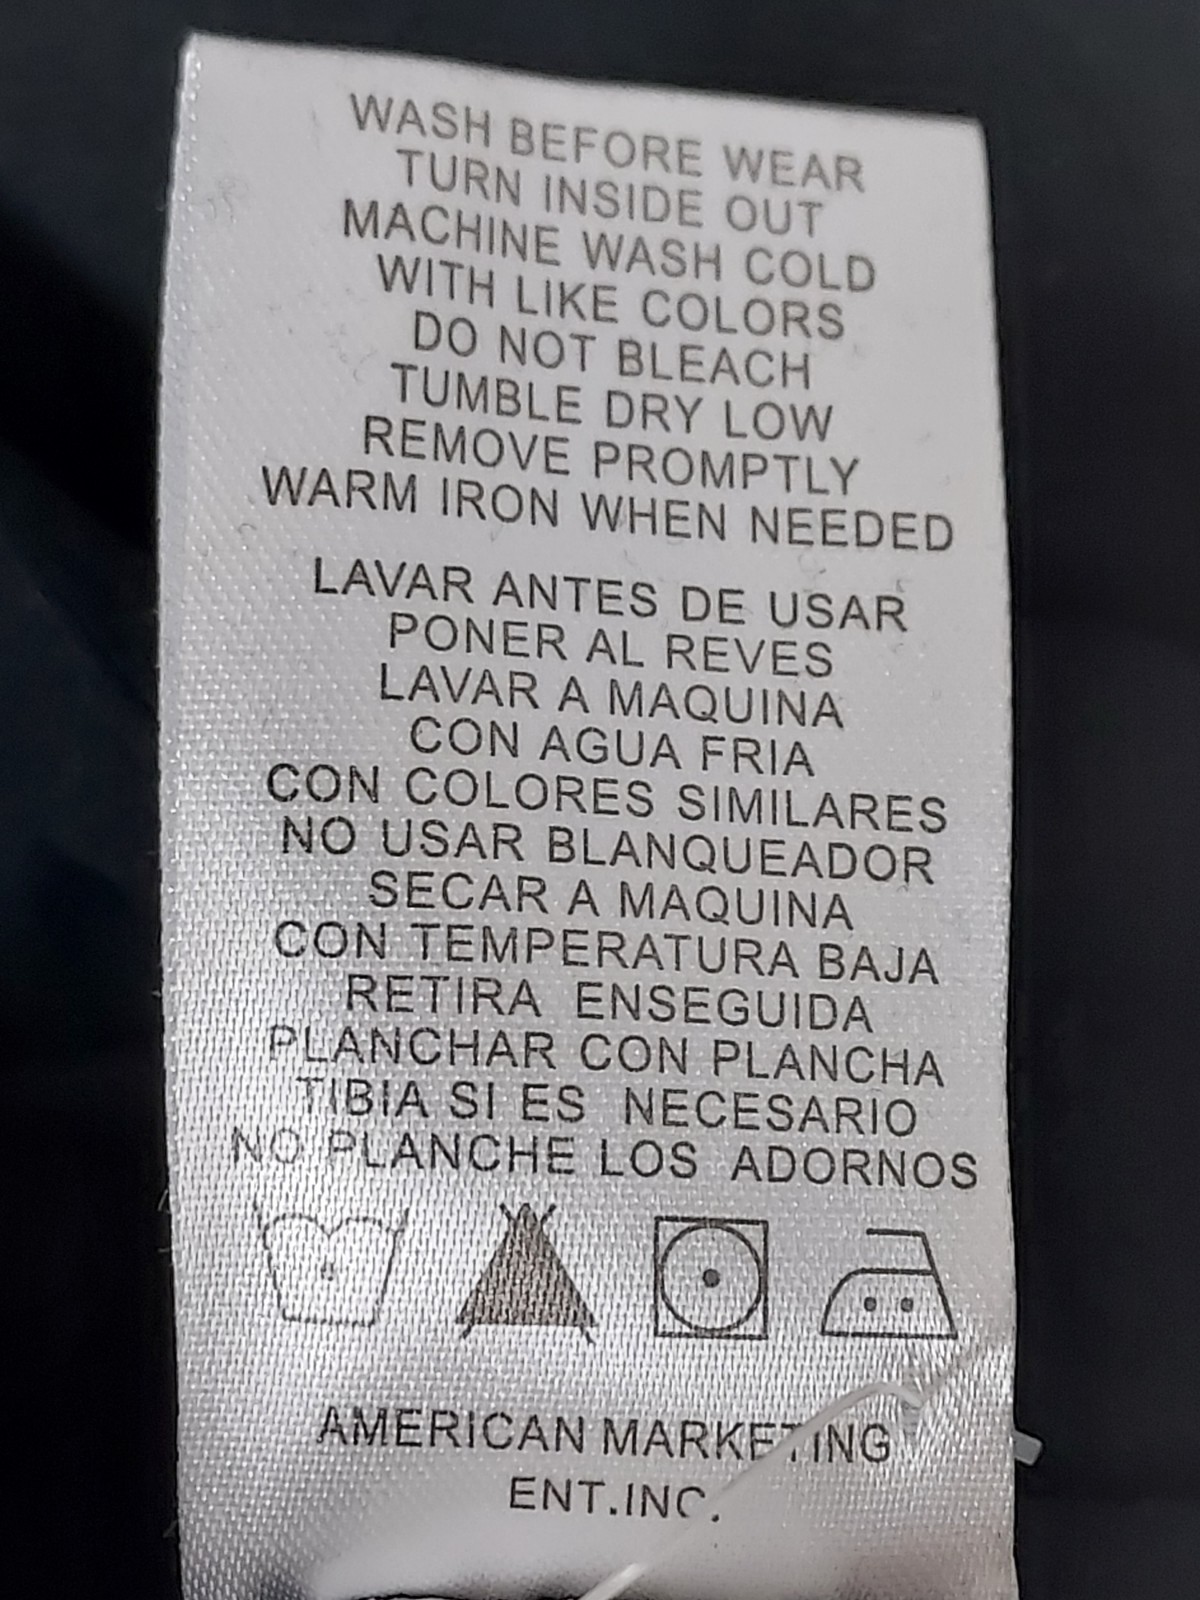 WASH BEFORE WEAR
TURN INSIDE OUT
MACHINE WASH COLD
WITH LIKE COLORS
DO NOT BLEACH
TUMBLE DRY LOW
REMOVE PROMPTLY
WARM IRON WHEN NEEDED
LAVAR ANTES DE USAR
PONER AL REVES
LAVAR A MAQUINA
CON AGUA FRIA
CON COLORES SIMILARES
NO USAR BLANQUEADOR
SECAR A MAQUINA
CON TEMPERATURA BAJA
RETIRA ENSEGUIDA
PLANCHAR CON PLANCHA
TIBIA SI ES NECESARIO
NO PLANCHE LOS ADORNOS
AMERICAN MARKETING
ENT.INC.